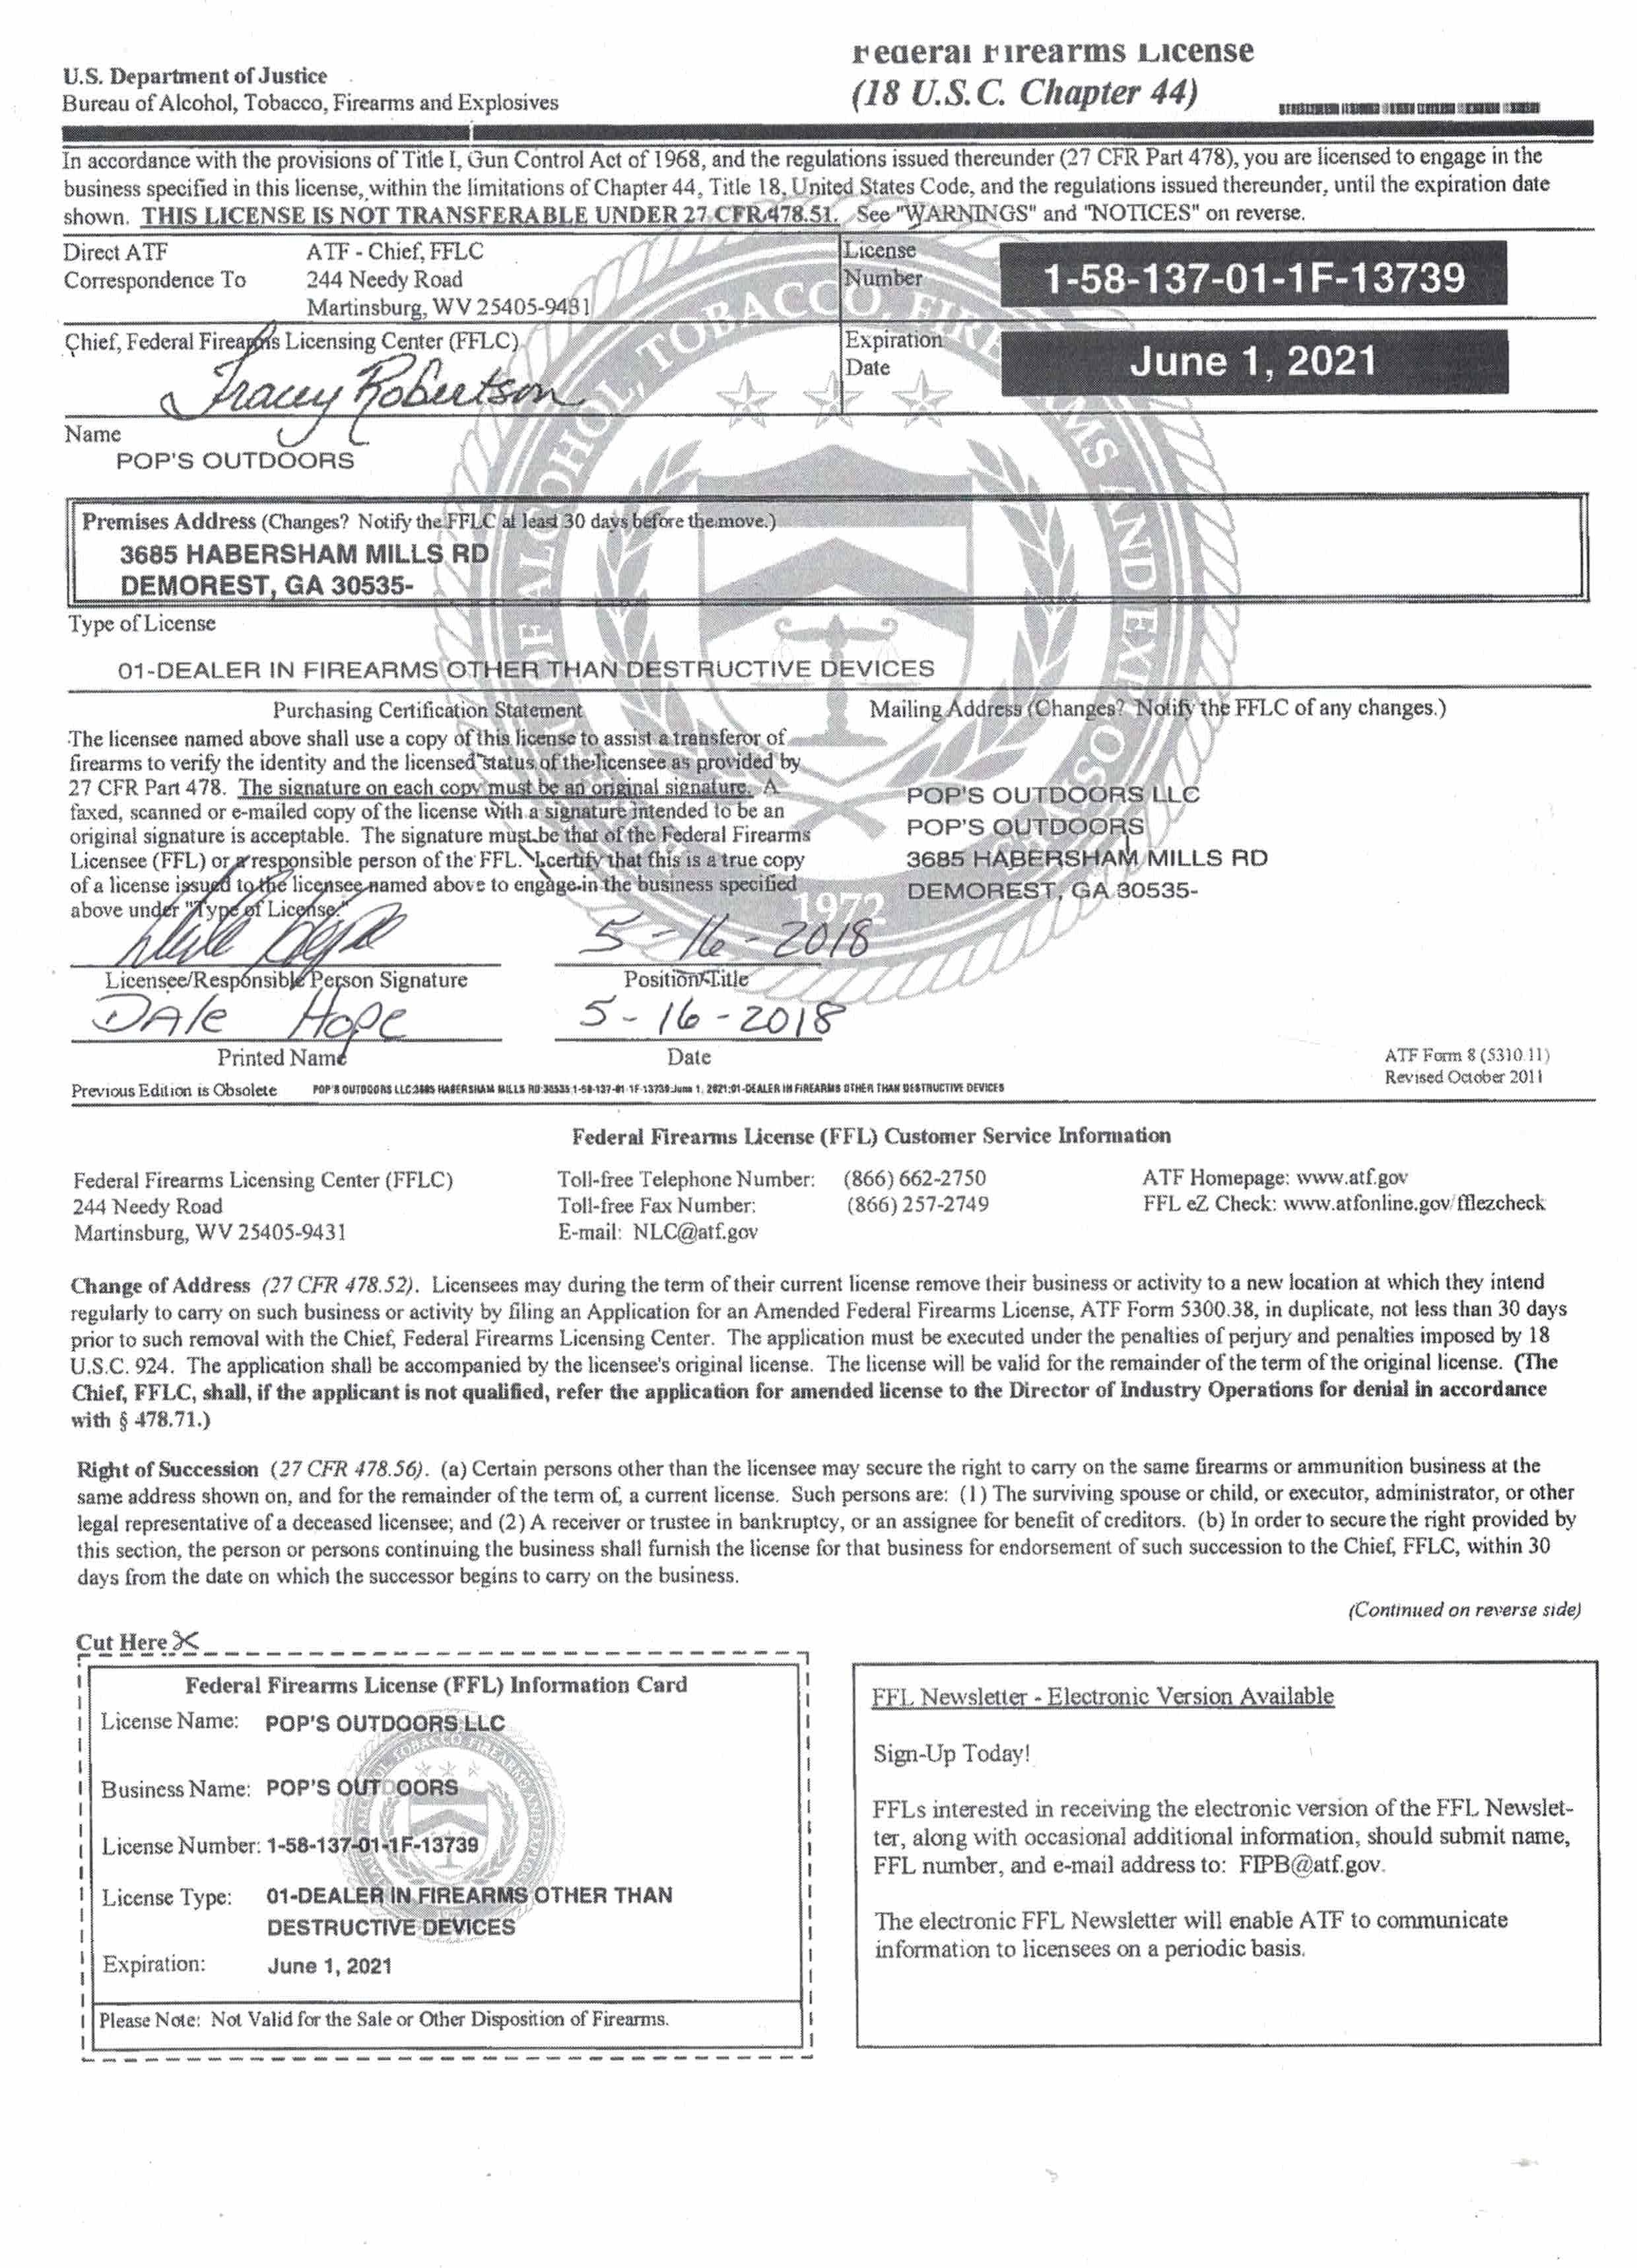 Federal Firearms License
(18 U.S.C. Chapter 44)
U.S. Department of Justice
Bureau of Alcohol, Tobacco, Firearms and Explosives
In accordance with the provisions of Title I, Gun Control Act of 1968, and the regulations issued thereunder (27 CFR Part 478), you are licensed to engage in the
business specified in this license, within the limitations of Chapter 44, Title 18, United States Code, and the regulations issued thereunder, until the expiration date
shown. THIS LICENSE IS NOT TRANSFERABLE UNDER 27 CFR 478.51. See "WARNINGS" and "NOTICES" on reverse.
Direct ATF
Correspondence To
ATF - Chief, FFLC
244 Needy Road
Martinsburg, WV 25405-9431
License
Number
1-58-137-01-1F-13739
Chief, Federal Firearms Licensing Center (FFLC)
Tracey Robertson
Expiration
Date
June 1, 2021
Name
POP'S OUTDOORS
Premises Address (Changes? Notify the FFLC at least 30 days before the move.)
3685 HABERSHAM MILLS RD
DEMOREST, GA 30535-
Type of License
01-DEALER IN FIREARMS OTHER THAN DESTRUCTIVE DEVICES
Purchasing Certification Statement
The licensee named above shall use a copy of this license to assist a transferor of
firearms to verify the identity and the licensed status of the licensee as provided by
27 CFR Part 478. The signature on each copy must be an original signature. A
faxed, scanned or e-mailed copy of the license with a signature intended to be an
original signature is acceptable. The signature must be that of the Federal Firearms
Licensee (FFL) or a responsible person of the FFL. I certify that this is a true copy
of a license issued to the licensee named above to engage in the business specified
above under "Type of License."
Mailing Address (Changes? Notify the FFLC of any changes.)
POP'S OUTDOORS LLC
POP'S OUTDOORS
3685 HABERSHAM MILLS RD
DEMOREST, GA 30535-
1972
Dale Hope
5-16-2018
Licensee/Responsible Person Signature
Position/Title
DAle Hope
5-16-2018
Printed Name
Date
ATF Form 8 (5310.11)
Revised October 2011
Previous Edition is Obsolete
POP'S OUTDOORS LLC:3685 HABERSHAM MILLS RD:30535:1-58-137-01-1F-13739:June 1, 2021:01-DEALER IN FIREARMS OTHER THAN DESTRUCTIVE DEVICES
Federal Firearms License (FFL) Customer Service Information
Federal Firearms Licensing Center (FFLC)
244 Needy Road
Martinsburg, WV 25405-9431
Toll-free Telephone Number: (866) 662-2750
Toll-free Fax Number: (866) 257-2749
E-mail: NLC@atf.gov
ATF Homepage: www.atf.gov
FFL eZ Check: www.atfonline.gov/fflezcheck
Change of Address (27 CFR 478.52). Licensees may during the term of their current license remove their business or activity to a new location at which they intend
regularly to carry on such business or activity by filing an Application for an Amended Federal Firearms License, ATF Form 5300.38, in duplicate, not less than 30 days
prior to such removal with the Chief, Federal Firearms Licensing Center. The application must be executed under the penalties of perjury and penalties imposed by 18
U.S.C. 924. The application shall be accompanied by the licensee's original license. The license will be valid for the remainder of the term of the original license. (The
Chief, FFLC, shall, if the applicant is not qualified, refer the application for amended license to the Director of Industry Operations for denial in accordance
with § 478.71.)
Right of Succession (27 CFR 478.56). (a) Certain persons other than the licensee may secure the right to carry on the same firearms or ammunition business at the
same address shown on, and for the remainder of the term of, a current license. Such persons are: (1) The surviving spouse or child, or executor, administrator, or other
legal representative of a deceased licensee; and (2) A receiver or trustee in bankruptcy, or an assignee for benefit of creditors. (b) In order to secure the right provided by
this section, the person or persons continuing the business shall furnish the license for that business for endorsement of such succession to the Chief, FFLC, within 30
days from the date on which the successor begins to carry on the business.
(Continued on reverse side)
Cut Here
Federal Firearms License (FFL) Information Card
License Name: POP'S OUTDOORS LLC
Business Name: POP'S OUTDOORS
License Number: 1-58-137-01-1F-13739
License Type: 01-DEALER IN FIREARMS OTHER THAN
DESTRUCTIVE DEVICES
Expiration: June 1, 2021
Please Note: Not Valid for the Sale or Other Disposition of Firearms.
FFL Newsletter - Electronic Version Available
Sign-Up Today!
FFLs interested in receiving the electronic version of the FFL Newslet-
ter, along with occasional additional information, should submit name,
FFL number, and e-mail address to: FIPB@atf.gov.
The electronic FFL Newsletter will enable ATF to communicate
information to licensees on a periodic basis.